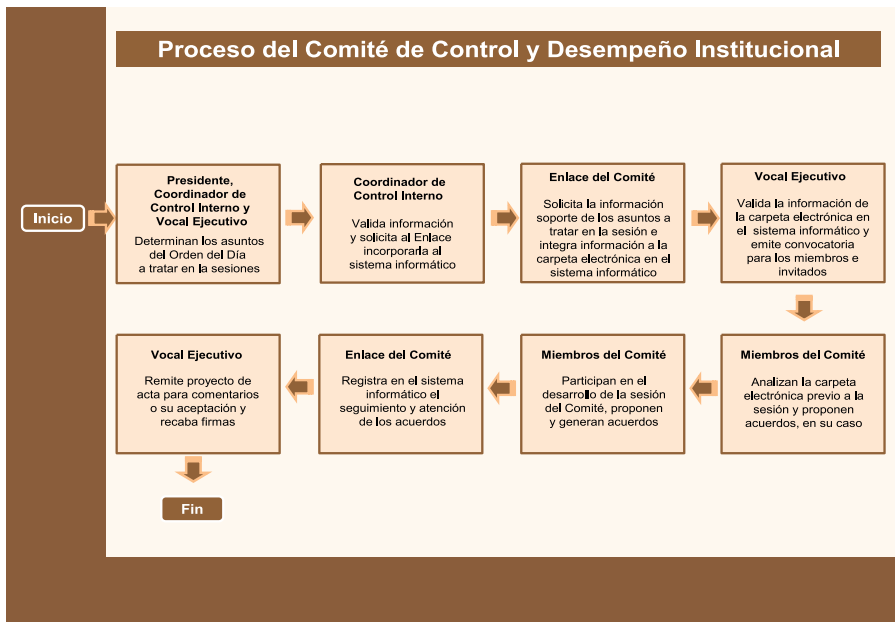 Proceso del Comité de Control y Desempeño Institucional
Inicio
Presidente,
Coordinador de
Control Interno y
Vocal Ejecutivo
Determinan los asuntos
del Orden del Día
a tratar en la sesiones
Coordinador de
Control Interno
Valida información
y solicita al Enlace
incorporarla al
sistema informático
Enlace del Comité
Solicita la información
soporte de los asuntos a
tratar en la sesión e
integra información a la
carpeta electrónica en el
sistema informático
Vocal Ejecutivo
Valida la información de
la carpeta electrónica en
el sistema informático y
emite convocatoria
para los miembros e
invitados
Miembros del Comité
Analizan la carpeta
electrónica previo a la
sesión y proponen
acuerdos, en su caso
Miembros del Comité
Participan en el
desarrollo de la sesión
del Comité, proponen
y generan acuerdos
Enlace del Comité
Registra en el sistema
informático el
seguimiento y atención
de los acuerdos
Vocal Ejecutivo
Remite proyecto de
acta para comentarios
o su aceptación y
recaba firmas
Fin